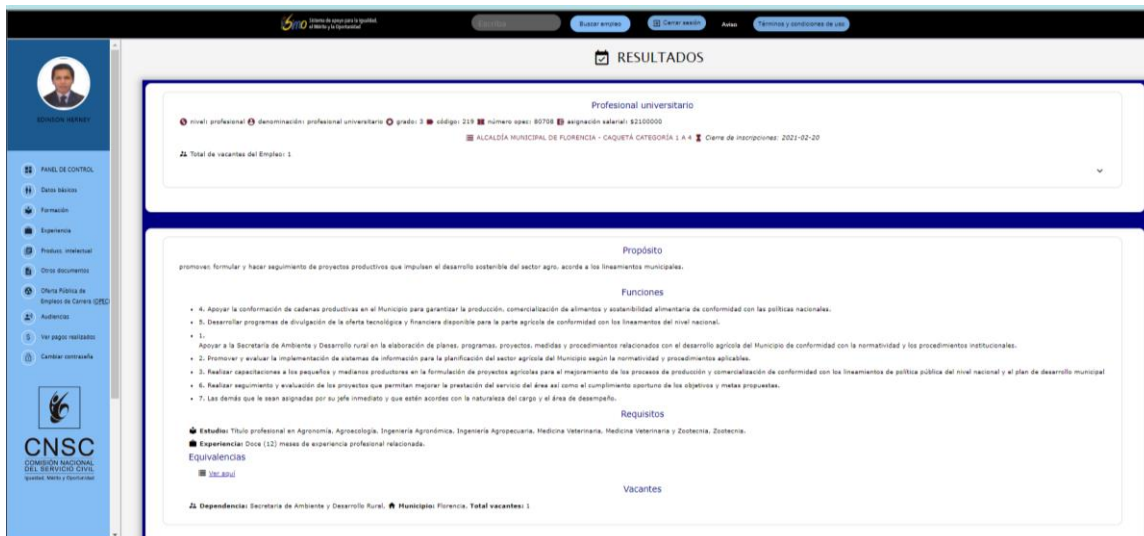 simo Sistema de apoyo para la Igualdad,
el Mérito y la Oportunidad
Escriba
Buscar empleo
Cerrar sesión
Aviso
Términos y condiciones de uso
PANEL DE CONTROL
Datos básicos
Formación
Experiencia
Product. intelectual
Otros documentos
Oferta Pública de
Empleos de Carrera (OPEC)
Audiencias
Ver pagos realizados
Cambiar contraseña
CNSC
COMISIÓN NACIONAL
DEL SERVICIO CIVIL
Igualdad, Mérito y Oportunidad
RESULTADOS
Profesional universitario
nivel: profesional denominación: profesional universitario grado: 3 código: 219 número opec: 80708 asignación salarial: $2100000
ALCALDÍA MUNICIPAL DE FLORENCIA - CAQUETÁ CATEGORÍA 1 A 4 Cierre de inscripciones: 2021-02-20
Total de vacantes del Empleo: 1
Propósito
promover, formular y hacer seguimiento de proyectos productivos que impulsen el desarrollo sostenible del sector agro, acorde a los lineamientos municipales.
Funciones
• 4. Apoyar la conformación de cadenas productivas en el Municipio para garantizar la producción, comercialización de alimentos y sostenibilidad alimentaria de conformidad con las políticas nacionales.
• 5. Desarrollar programas de divulgación de la oferta tecnológica y financiera disponible para la parte agrícola de conformidad con los lineamentos del nivel nacional.
• 1.
Apoyar a la Secretaría de Ambiente y Desarrollo rural en la elaboración de planes, programas, proyectos, medidas y procedimientos relacionados con el desarrollo agrícola del Municipio de conformidad con la normatividad y los procedimientos institucionales.
• 2. Promover y evaluar la implementación de sistemas de información para la planificación del sector agrícola del Municipio según la normatividad y procedimientos aplicables.
• 3. Realizar capacitaciones a los pequeños y medianos productores en la formulación de proyectos agrícolas para el mejoramiento de los procesos de producción y comercialización de conformidad con los lineamientos de política pública del nivel nacional y el plan de desarrollo municipal
• 6. Realizar seguimiento y evaluación de los proyectos que permitan mejorar la prestación del servicio del área así como el cumplimiento oportuno de los objetivos y metas propuestas.
• 7. Las demás que le sean asignadas por su jefe inmediato y que estén acordes con la naturaleza del cargo y el área de desempeño.
Requisitos
Estudio: Título profesional en Agronomía, Agroecología, Ingeniería Agronómica, Ingeniería Agropecuaria, Medicina Veterinaria, Medicina Veterinaria y Zootecnia, Zootecnia.
Experiencia: Doce (12) meses de experiencia profesional relacionada.
Equivalencias
Ver aquí
Vacantes
Dependencia: Secretaria de Ambiente y Desarrollo Rural, Municipio: Florencia, Total vacantes: 1